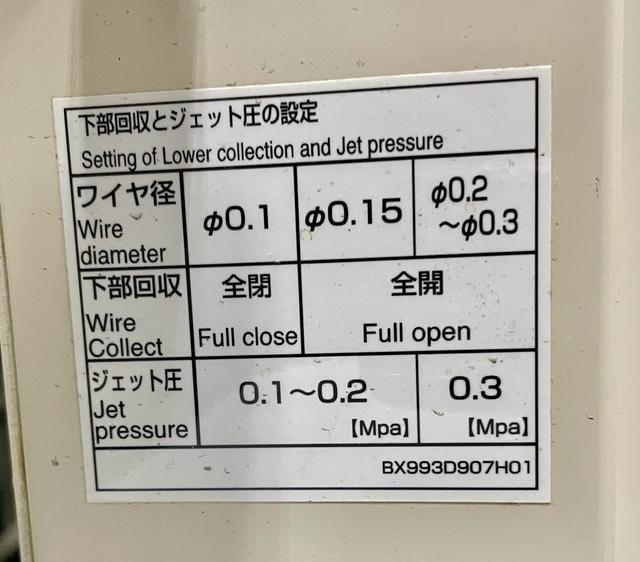 下部回収とジェット圧の設定
Setting of Lower collection and Jet pressure
ワイヤ径
Wire
diameter
φ0.1
φ0.15
φ0.2
～φ0.3
下部回収
Wire
Collect
全閉
Full close
全開
Full open
ジェット圧
Jet
pressure
0.1～0.2
[Mpa]
0.3
[Mpa]
BX993D907H01